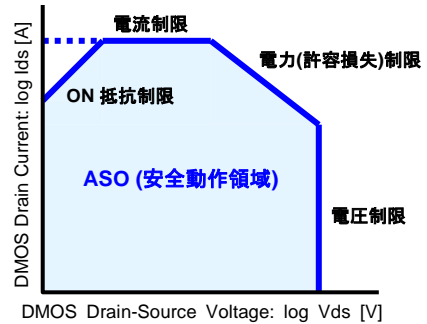 電流制限
電力(許容損失)制限
ON 抵抗制限
ASO (安全動作領域)
電圧制限
DMOS Drain Current: log Ids [A]
DMOS Drain-Source Voltage: log Vds [V]